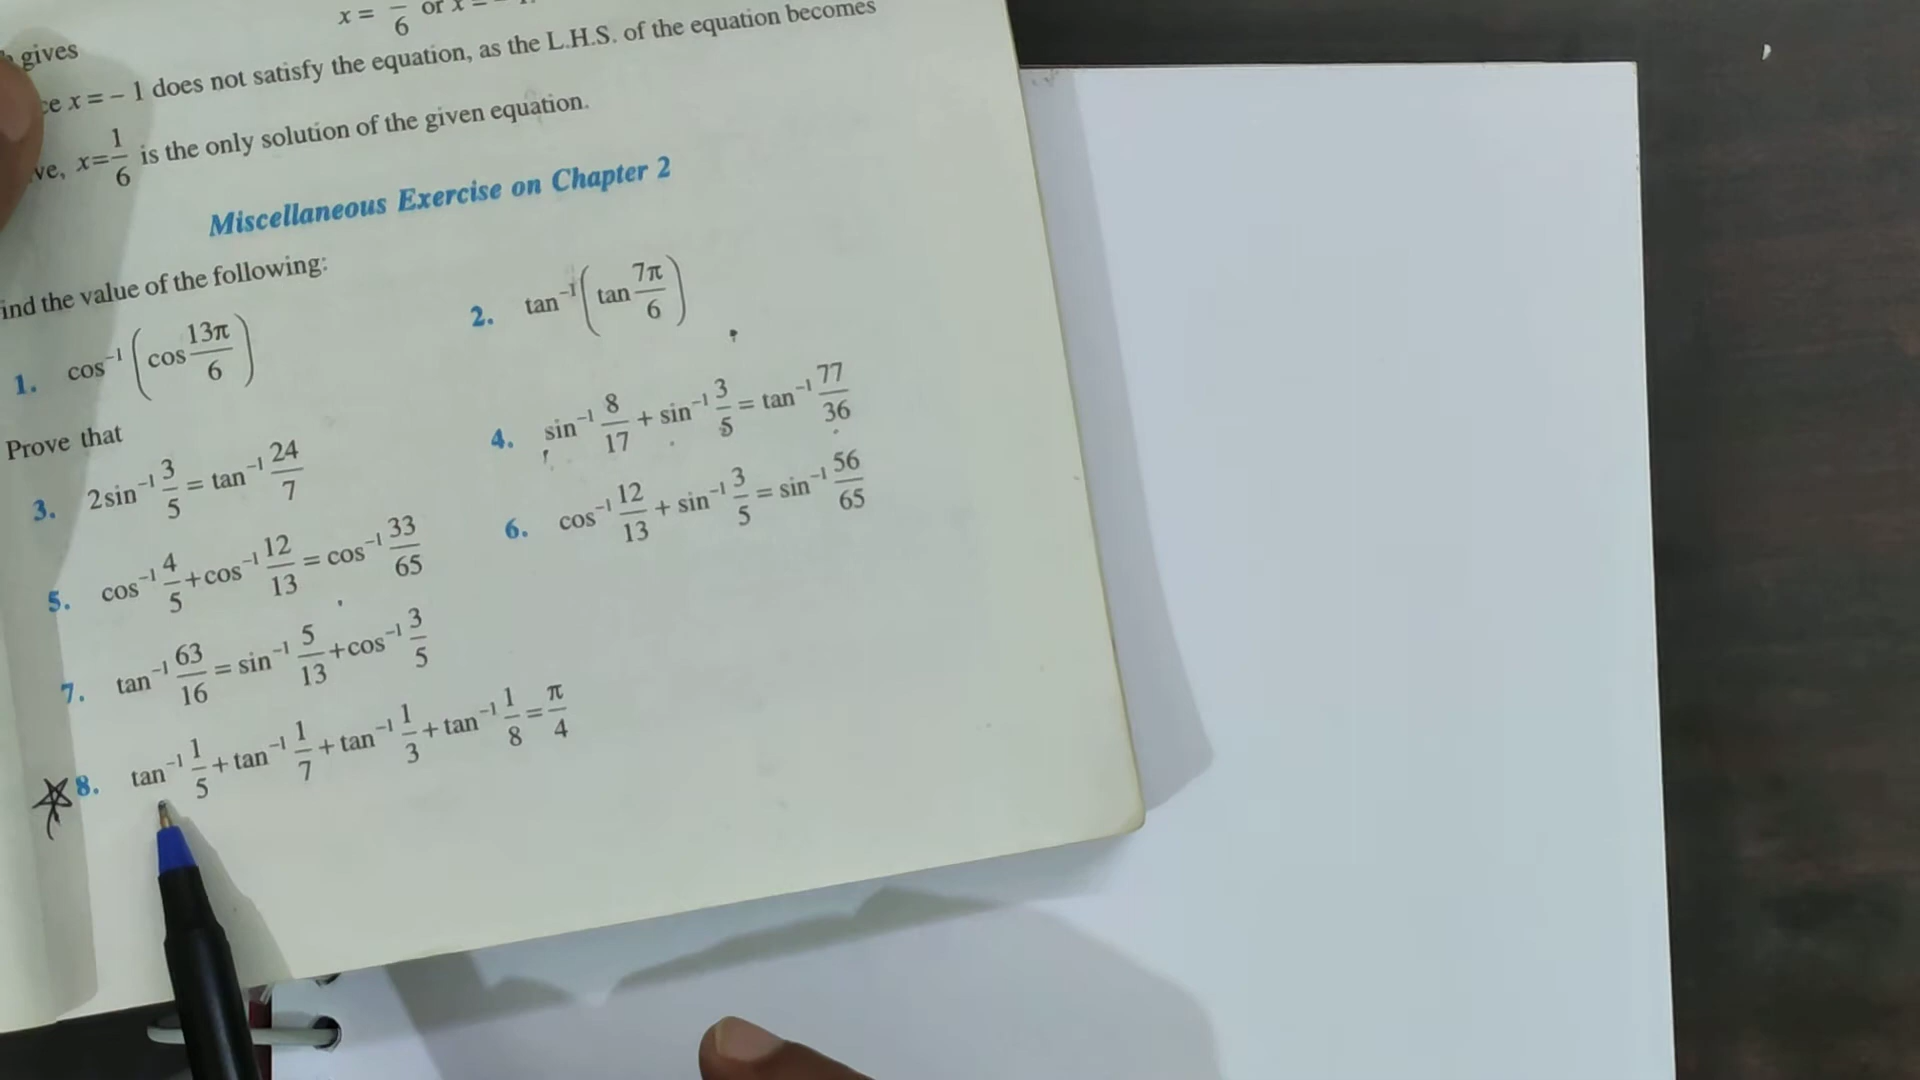 x = 6 or x =
gives
x = – 1 does not satisfy the equation, as the L.H.S. of the equation becomes
x = 1/6 is the only solution of the given equation.
Miscellaneous Exercise on Chapter 2
ind the value of the following:
1. cos⁻¹ (cos 13π/6)
2. tan⁻¹ (tan 7π/6)
Prove that
3. 2sin⁻¹ 3/5 = tan⁻¹ 24/7
4. sin⁻¹ 8/17 + sin⁻¹ 3/5 = tan⁻¹ 77/36
5. cos⁻¹ 4/5 + cos⁻¹ 12/13 = cos⁻¹ 33/65
6. cos⁻¹ 12/13 + sin⁻¹ 3/5 = sin⁻¹ 56/65
7. tan⁻¹ 63/16 = sin⁻¹ 5/13 + cos⁻¹ 3/5
8. tan⁻¹ 1/5 + tan⁻¹ 1/7 + tan⁻¹ 1/3 + tan⁻¹ 1/8 = π/4